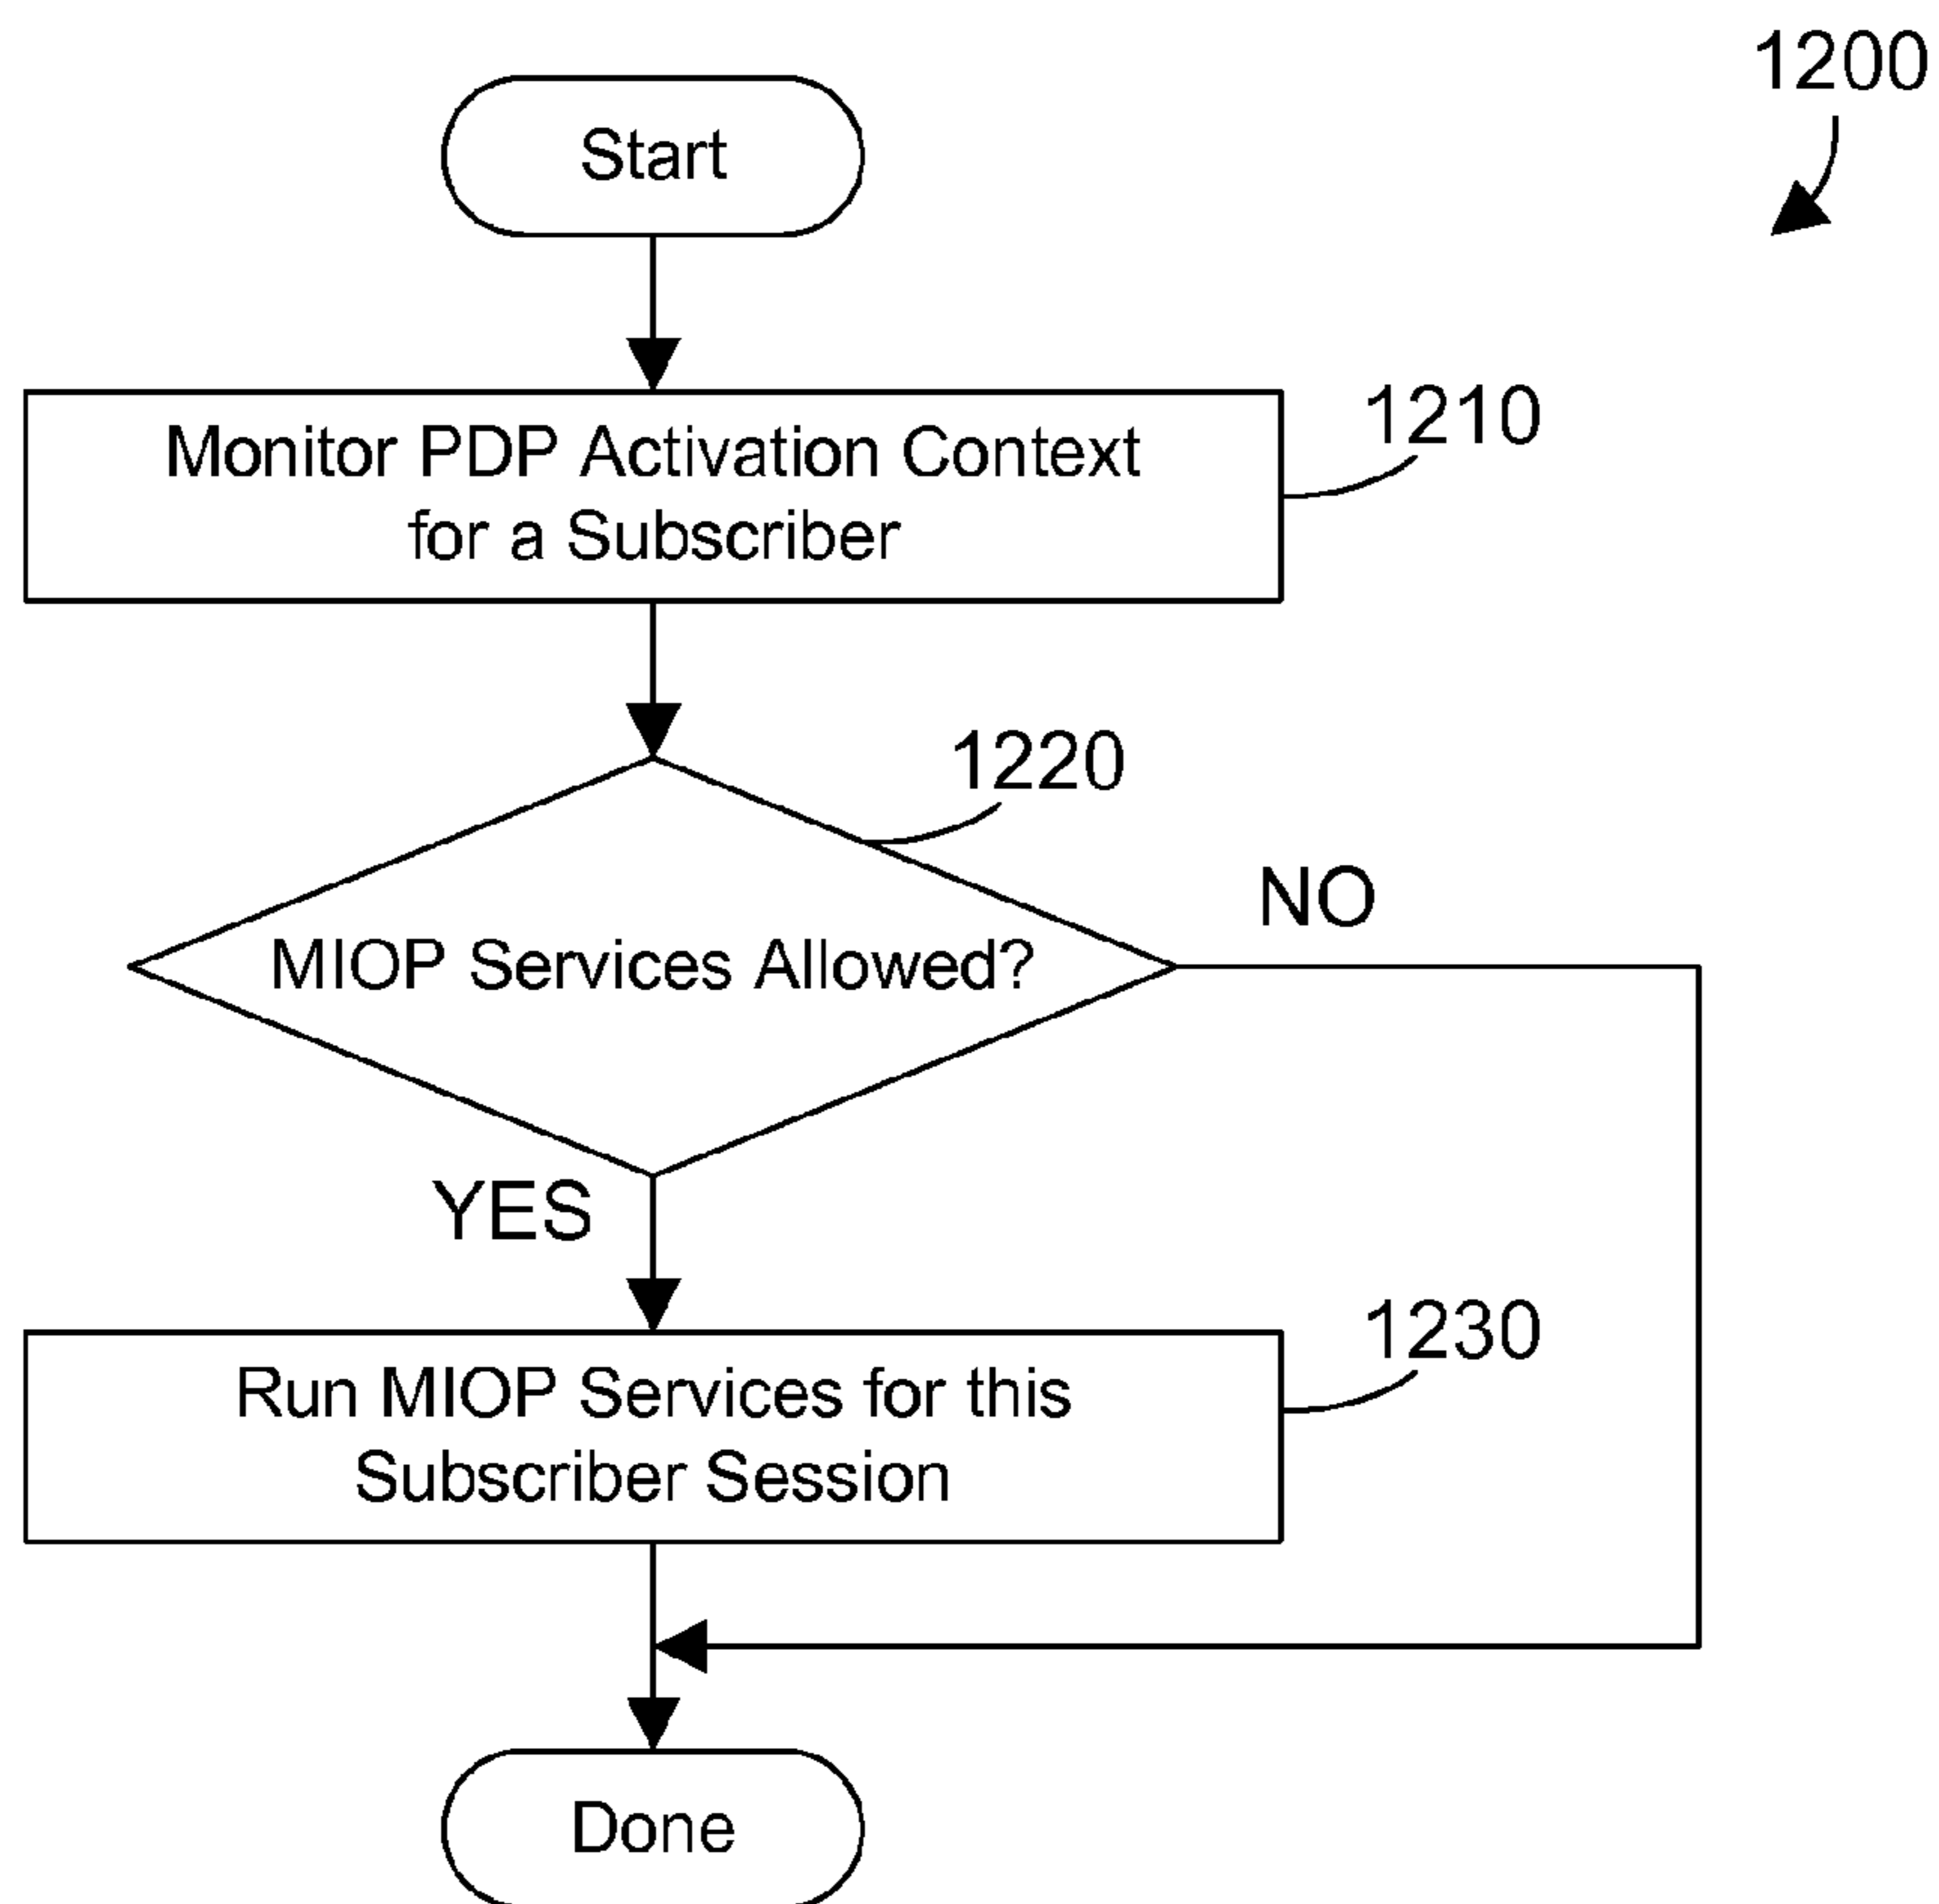 1200
Start
Monitor PDP Activation Context
for a Subscriber
1210
1220
MIOP Services Allowed?
NO
YES
Run MIOP Services for this
Subscriber Session
1230
Done